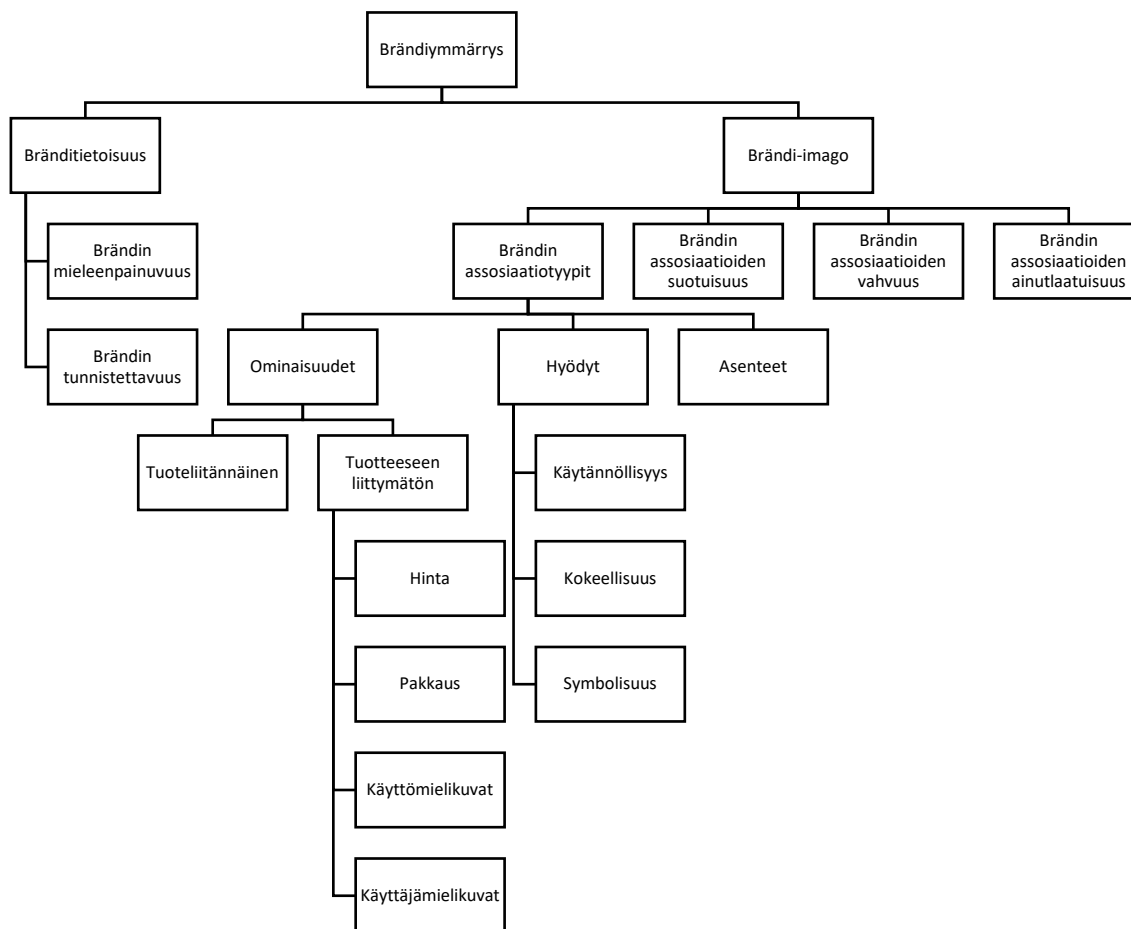 Brändiymmärrys
Bränditietoisuus
Brändi-imago
Brändin
mieleenpainuvuus
Brändin
assosiaatiotyypit
Brändin
assosiaatioiden
suotuisuus
Brändin
assosiaatioiden
vahvuus
Brändin
assosiaatioiden
ainutlaatuisuus
Brändin
tunnistettavuus
Ominaisuudet
Hyödyt
Asenteet
Tuoteliitännäinen
Tuotteeseen
liittymätön
Käytännöllisyys
Hinta
Kokeellisuus
Pakkaus
Symbolisuus
Käyttömielikuvat
Käyttäjämielikuvat